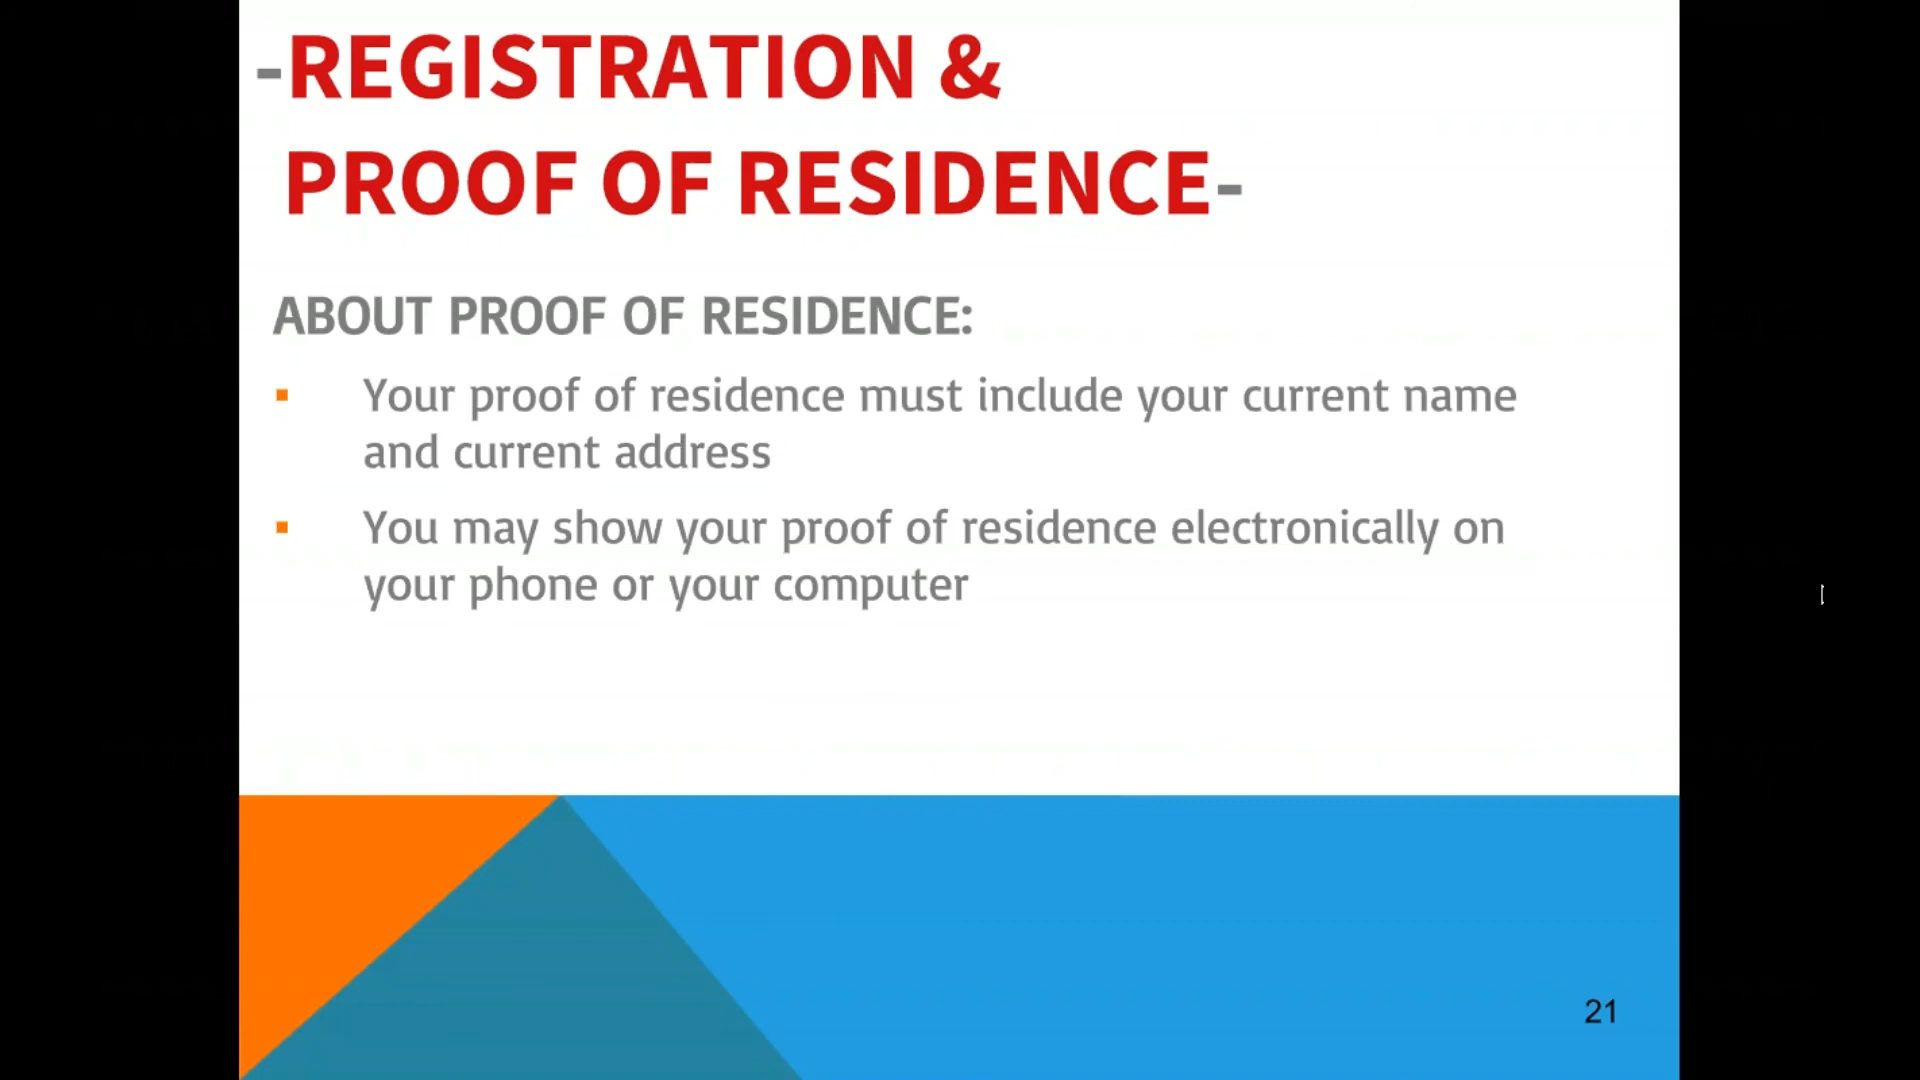 -REGISTRATION &
PROOF OF RESIDENCE-
ABOUT PROOF OF RESIDENCE:
▪ Your proof of residence must include your current name
and current address
▪ You may show your proof of residence electronically on
your phone or your computer
21